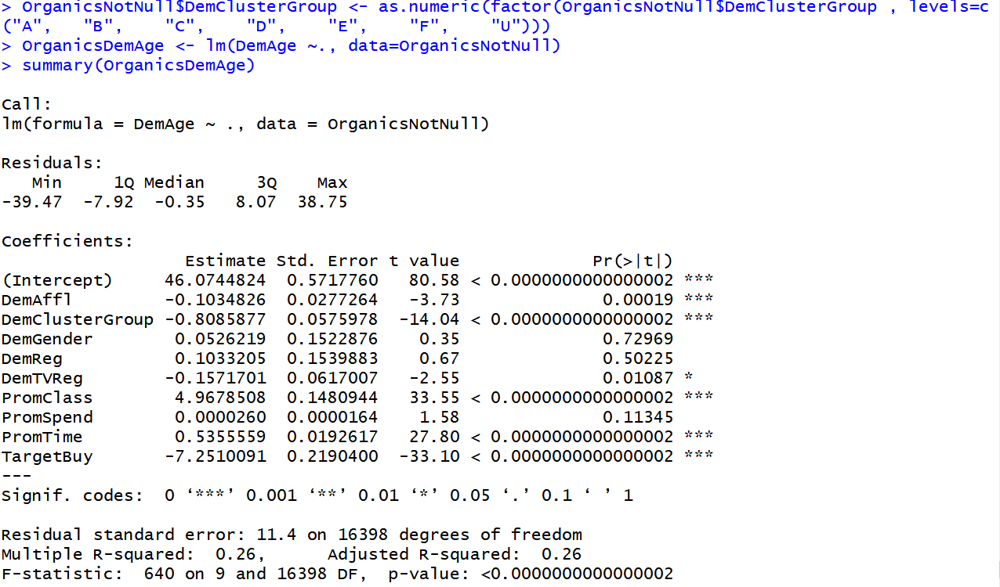 > OrganicsNotNull$DemClusterGroup <- as.numeric(factor(OrganicsNotNull$DemClusterGroup , levels=c
("A",   "B",    "C",    "D",    "E",    "F",    "U")))
> OrganicsDemAge <- lm(DemAge ~., data=OrganicsNotNull)
> summary(OrganicsDemAge)
Call:
lm(formula = DemAge ~ ., data = OrganicsNotNull)
Residuals:
   Min     1Q Median     3Q    Max
-39.47  -7.92  -0.35   8.07  38.75
Coefficients:
                  Estimate Std. Error t value             Pr(>|t|)
(Intercept)     46.0744824  0.5717760   80.58 < 0.0000000000000002 ***
DemAffl         -0.1034826  0.0277264   -3.73              0.00019 ***
DemClusterGroup -0.8085877  0.0575978  -14.04 < 0.0000000000000002 ***
DemGender        0.0526219  0.1522876    0.35              0.72969
DemReg           0.1033205  0.1539883    0.67              0.50225
DemTVReg        -0.1571701  0.0617007   -2.55              0.01087 *
PromClass        4.9678508  0.1480944   33.55 < 0.0000000000000002 ***
PromSpend        0.0000260  0.0000164    1.58              0.11345
PromTime         0.5355559  0.0192617   27.80 < 0.0000000000000002 ***
TargetBuy       -7.2510091  0.2190400  -33.10 < 0.0000000000000002 ***
---
Signif. codes:  0 ‘***’ 0.001 ‘**’ 0.01 ‘*’ 0.05 ‘.’ 0.1 ‘ ’ 1
Residual standard error: 11.4 on 16398 degrees of freedom
Multiple R-squared:  0.26,      Adjusted R-squared:  0.26
F-statistic:  640 on 9 and 16398 DF,  p-value: <0.0000000000000002